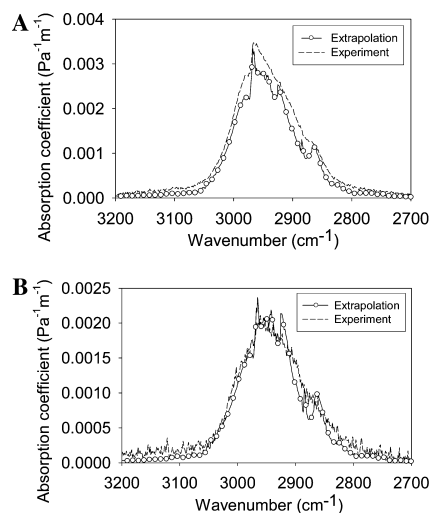 A
Absorption coefficient (Pa⁻¹m⁻¹)
0.004
0.003
0.002
0.001
0.000
Extrapolation
Experiment
3200 3100 3000 2900 2800 2700
Wavenumber (cm⁻¹)
B
Absorption coefficient (Pa⁻¹m⁻¹)
0.0025
0.0020
0.0015
0.0010
0.0005
0.0000
Extrapolation
Experiment
3200 3100 3000 2900 2800 2700
Wavenumber (cm⁻¹)